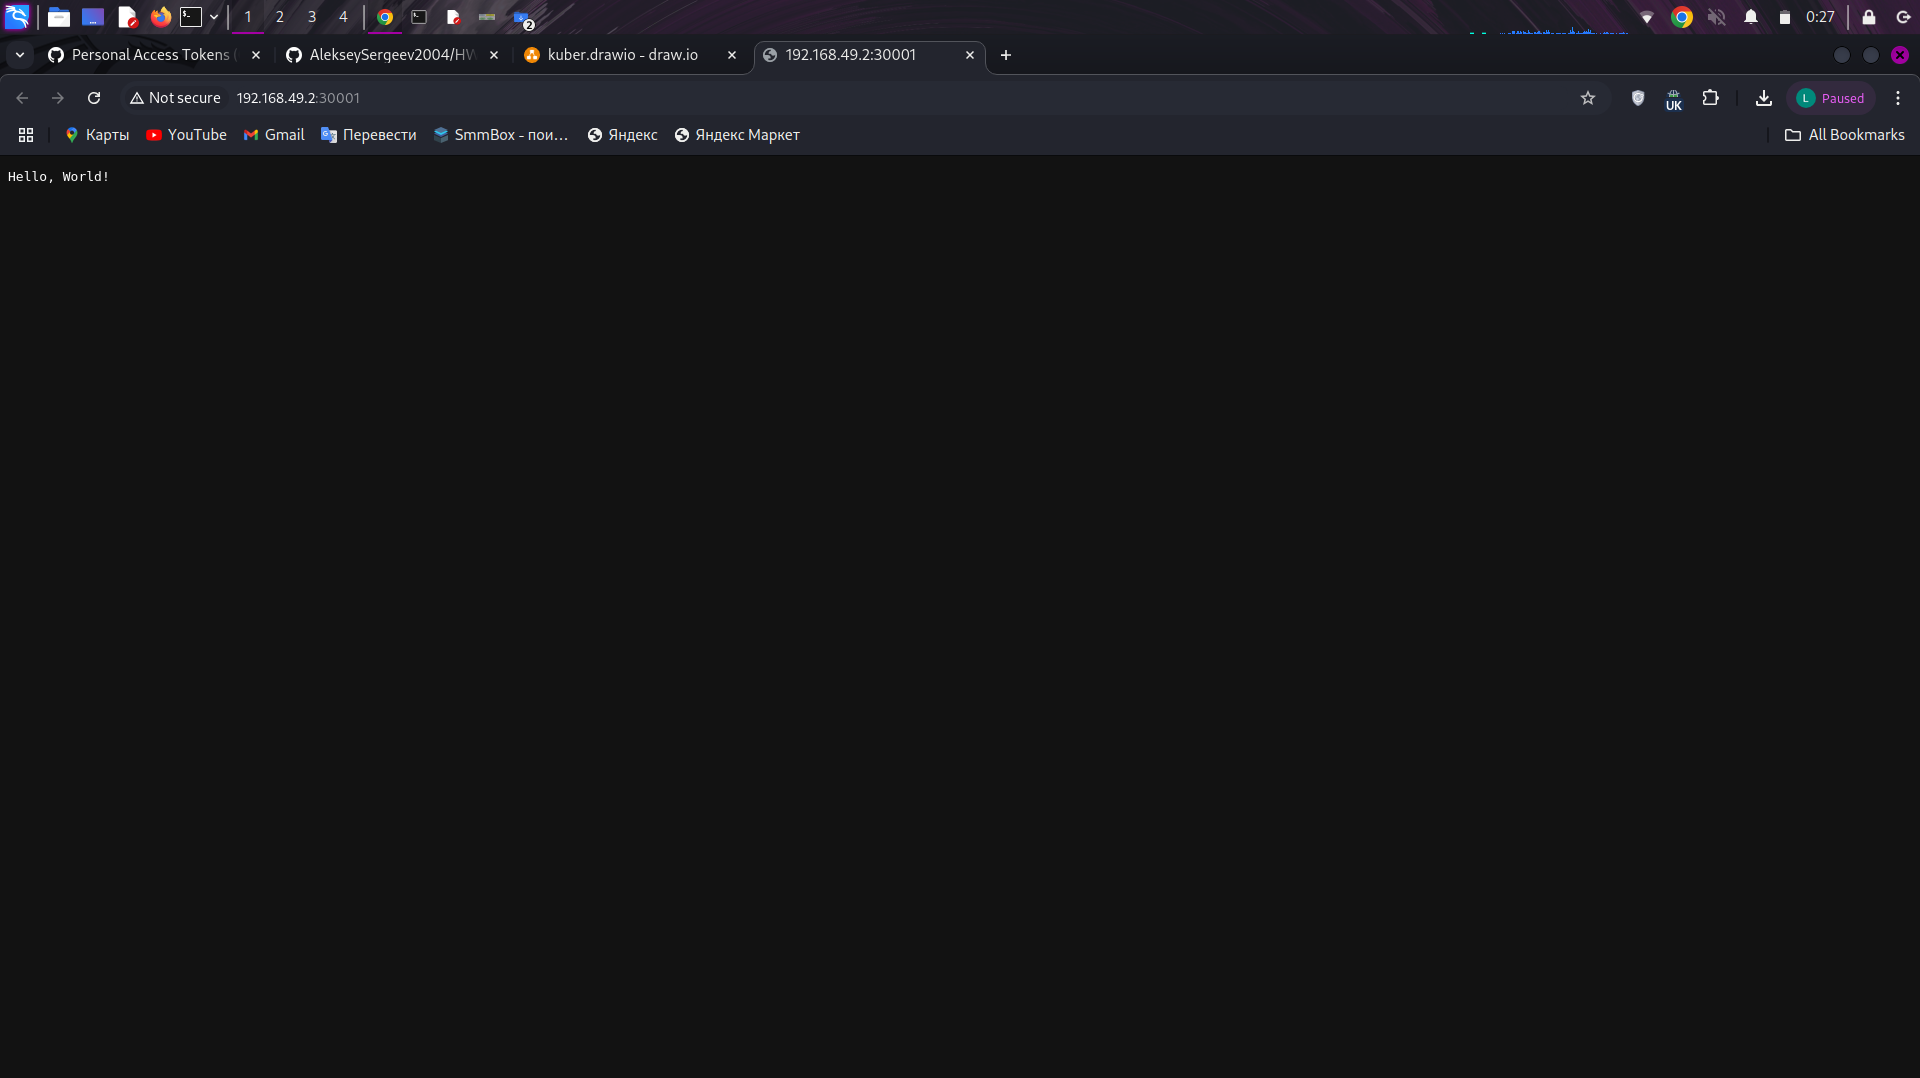 1 2 3 4 2 0:27
Personal Access Tokens ( AlekseySergeev2004/HW kuber.drawio - draw.io 192.168.49.2:30001
Not secure 192.168.49.2:30001 UK L Paused
Карты YouTube Gmail Перевести SmmBox - пои... Яндекс Яндекс Маркет All Bookmarks
Hello, World!